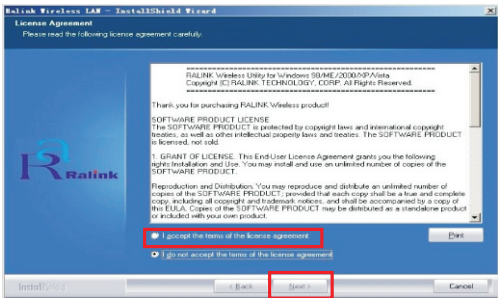 Ralink Wireless LAN - InstallShield Wizard
License Agreement
Please read the following license agreement carefully.
RALINK Wireless Utility for Windows 98/ME/2000/XP/Vista
Copyright (C) RALINK TECHNOLOGY, CORP. All Rights Reserved.
Thank you for purchasing RALINK Wireless product!
SOFTWARE PRODUCT LICENSE
The SOFTWARE PRODUCT is protected by copyright laws and international copyright
treaties, as well as other intellectual property laws and treaties. The SOFTWARE PRODUCT
is licensed, not sold.
1. GRANT OF LICENSE. This End-User License Agreement grants you the following
rights:Installation and Use. You may install and use an unlimited number of copies of the
SOFTWARE PRODUCT.
Reproduction and Distribution. You may reproduce and distribute an unlimited number of
copies of the SOFTWARE PRODUCT; provided that each copy shall be a true and complete
copy, including all copyright and trademark notices, and shall be accompanied by a copy of
this EULA. Copies of the SOFTWARE PRODUCT may be distributed as a standalone product
or included with your own product.
Ralink
I accept the terms of the license agreement
Print
I do not accept the terms of the license agreement
InstallShield
< Back
Next >
Cancel